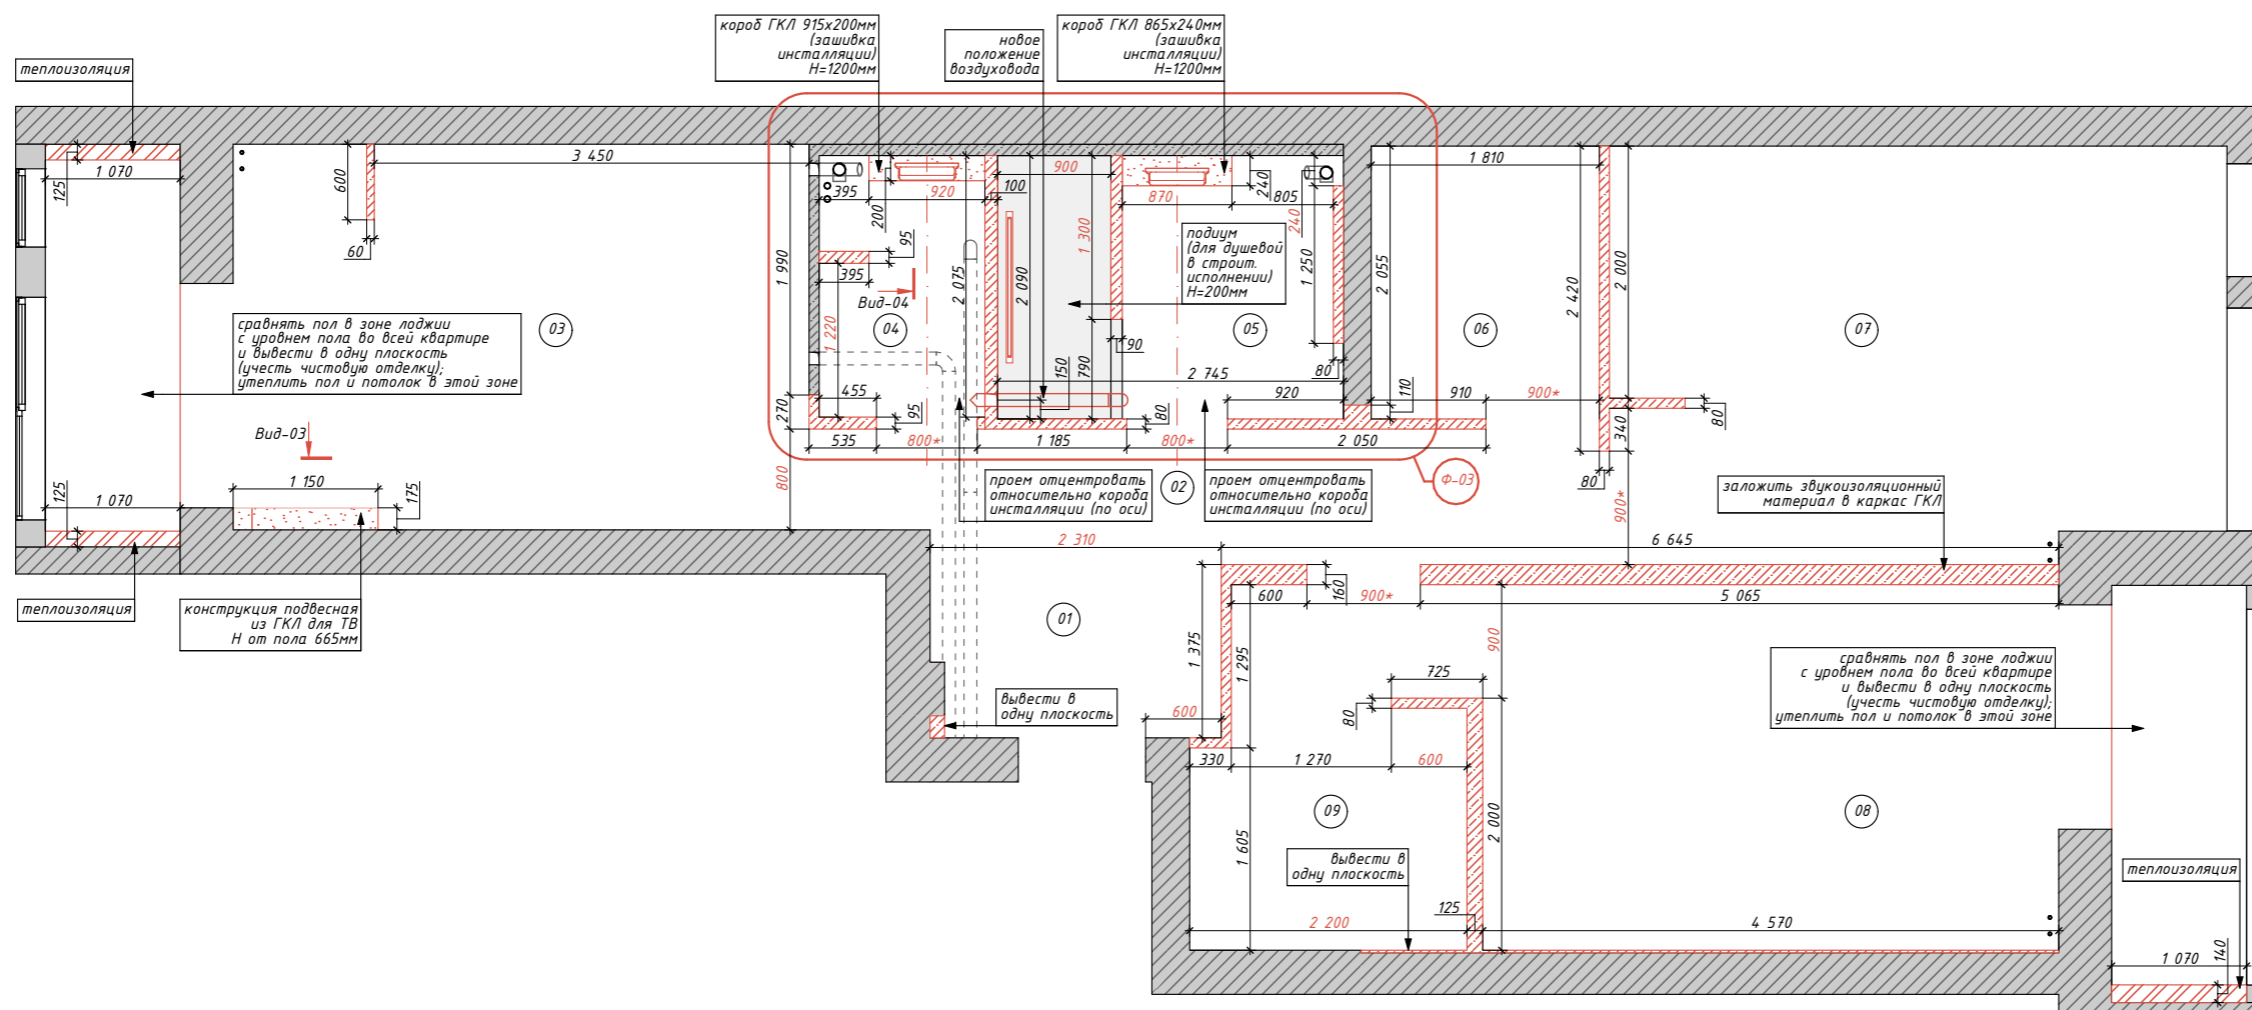 короб ГКЛ 915х200мм
(зашивка
инсталляции)
Н=1200мм
новое
положение
воздуховода
короб ГКЛ 865х240мм
(зашивка
инсталляции)
Н=1200мм
теплоизоляция
125
1 070
600
60
3 450
395
920
200
100
900
870
805
240
240
1 810
95
395
1 990
2 075
2 090
1 300
1 250
2 055
2 420
2 000
подиум
(для душевой
в строит.
исполнении)
Н=200мм
Вид-04
1 220
03
04
05
06
07
сравнять пол в зоне лоджии
с уровнем пола во всей квартире
и вывести в одну плоскость
(учесть чистовую отделку);
утеплить пол и потолок в этой зоне
90
150
790
2 745
80
455
270
95
920
110
910
900*
80
80
340
Вид-03
535
800*
1 185
800*
2 050
800
1 150
175
125
1 070
проем отцентровать
относительно короба
инсталляции (по оси)
02
проем отцентровать
относительно короба
инсталляции (по оси)
Ф-03
80
900*
заложить звукоизоляционный
материал в каркас ГКЛ
2 310
6 645
теплоизоляция
конструкция подвесная
из ГКЛ для ТВ
Н от пола 665мм
01
600
160
900*
5 065
1 375
1 295
900
725
80
вывести в
одну плоскость
600
сравнять пол в зоне лоджии
с уровнем пола во всей квартире
и вывести в одну плоскость
(учесть чистовую отделку);
утеплить пол и потолок в этой зоне
330
1 270
600
09
08
1 605
2 000
вывести в
одну плоскость
теплоизоляция
125
2 200
4 570
1 070
140